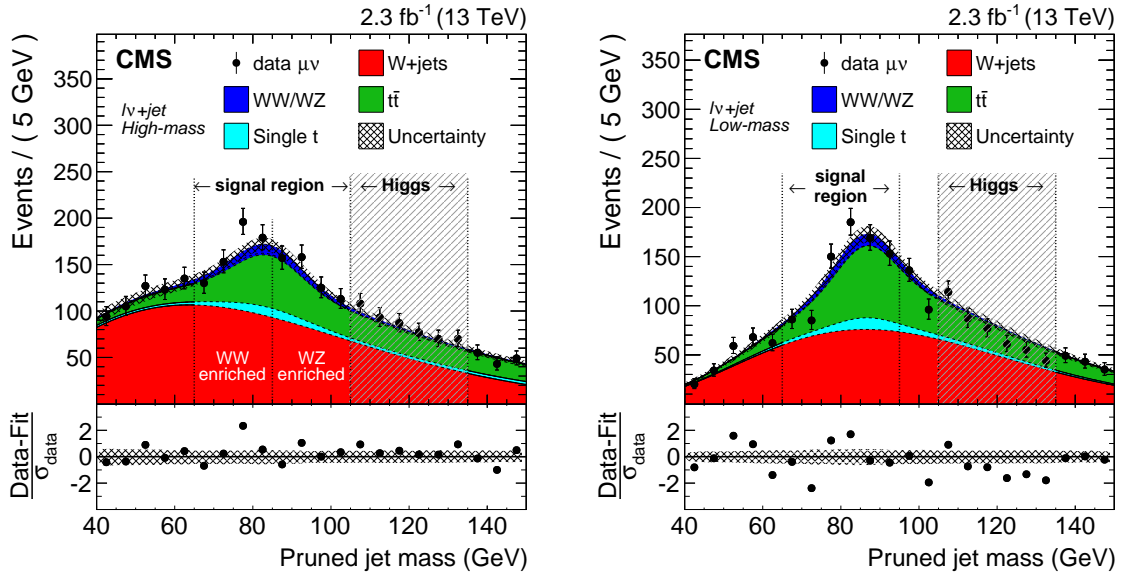 2.3 fb⁻¹ (13 TeV)
CMS
data μν
W+jets
WW/WZ
tt̄
Single t
Uncertainty
lν+jet
High-mass
← signal region →
← Higgs →
WW
enriched
WZ
enriched
Events / ( 5 GeV )
350
300
250
200
150
100
50
Data-Fit
σdata
2
0
-2
40 60 80 100 120 140
Pruned jet mass (GeV)
2.3 fb⁻¹ (13 TeV)
CMS
data μν
W+jets
WW/WZ
tt̄
Single t
Uncertainty
lν+jet
Low-mass
signal
← region →
← Higgs →
Events / ( 5 GeV )
350
300
250
200
150
100
50
Data-Fit
σdata
2
0
-2
40 60 80 100 120 140
Pruned jet mass (GeV)